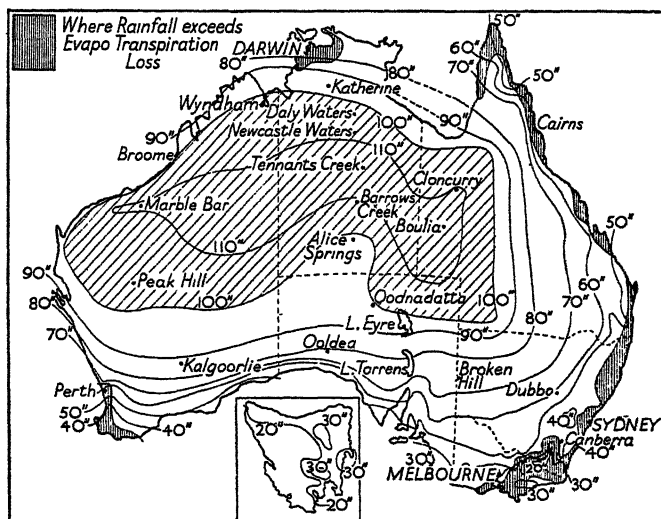 Where Rainfall exceeds
Evapo Transpiration
Loss
50"
DARWIN
80"
80"
60"
50"
70"
Katherine
Wyndham
Daly Waters
100"
90"
Cairns
Newcastle Waters
110"
90"
Broome
Tennants Creek
Cloncurry
50"
Marble Bar
Barrows
Creek
Boulia
110"
Alice
Springs
60"
90"
Peak Hill
100"
Oodnadatta
100"
70"
80"
80"
L. Eyre
90"
70"
Ooldea
Broken
Hill
Kalgoorlie
L. Torrens
Dubbo
Perth
50"
40"
40"
20"
30"
30"
30"
20"
40"
SYDNEY
Canberra
40"
30"
MELBOURNE
20"
30"
30"